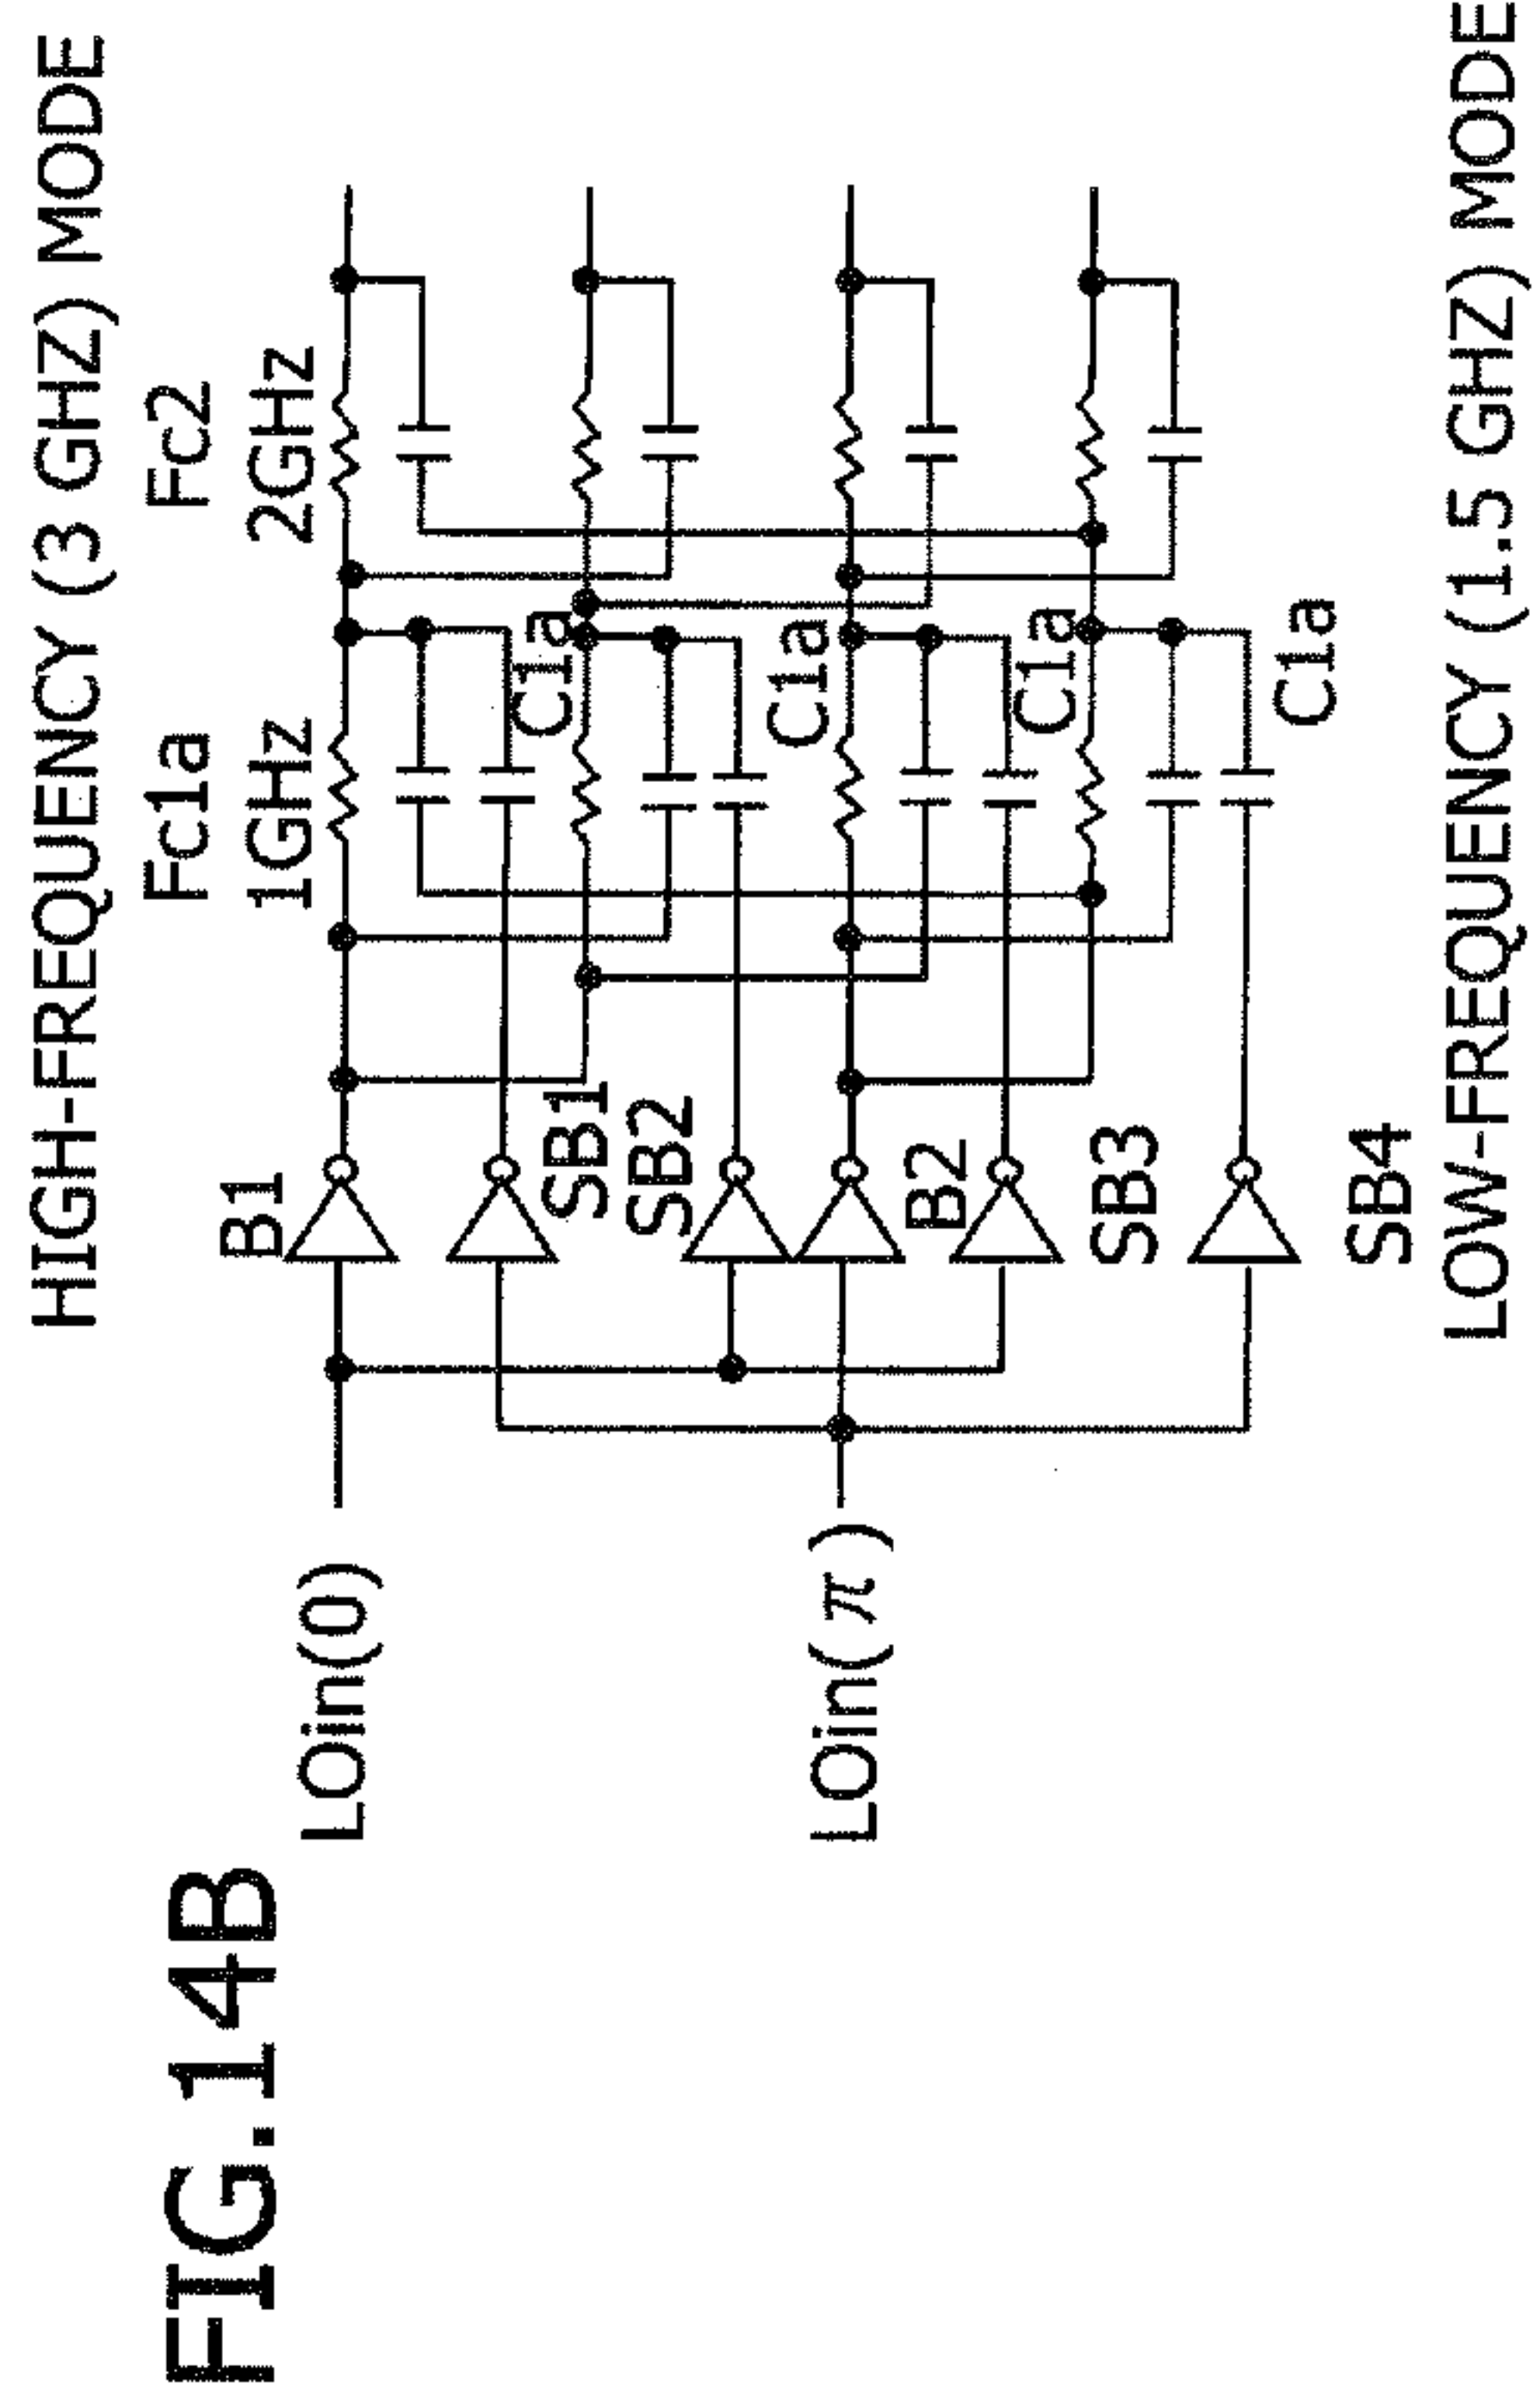 HIGH-FREQUENCY (3 GHZ) MODE
FIG.14B
Fc1a
Fc2
1GHz
2GHz
B1
LOin(0)
C1a
SB1
SB2
C1a
LOin(π)
B2
C1a
SB3
C1a
SB4
LOW-FREQUENCY (1.5 GHZ) MODE